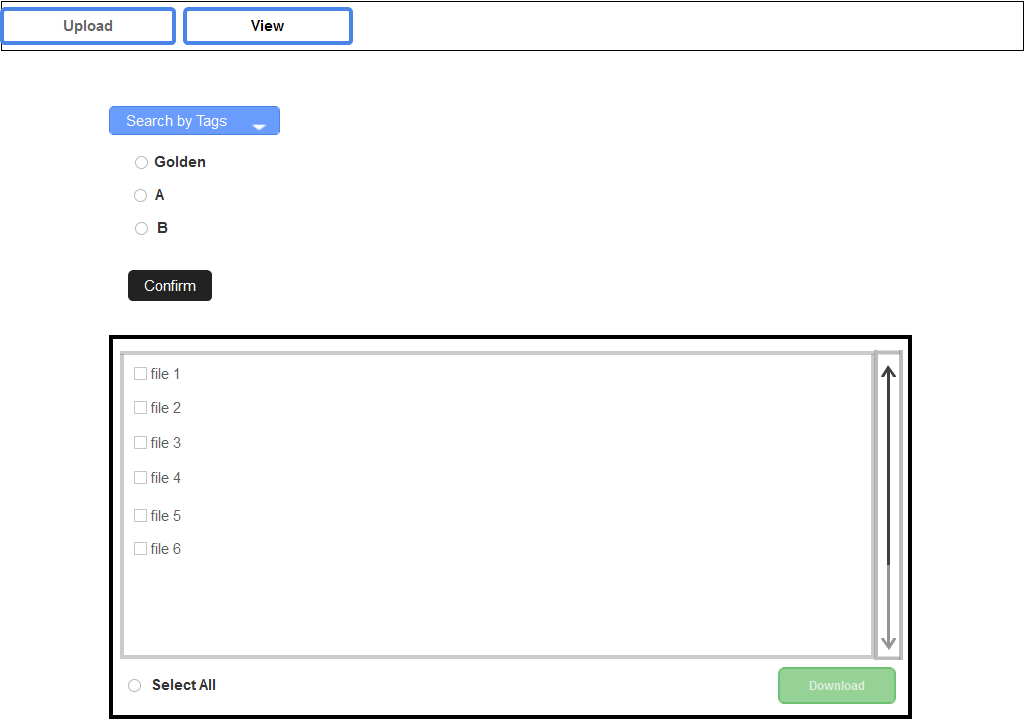 Upload View
Search by Tags
Golden
A
B
Confirm
file 1
file 2
file 3
file 4
file 5
file 6
Select All Download